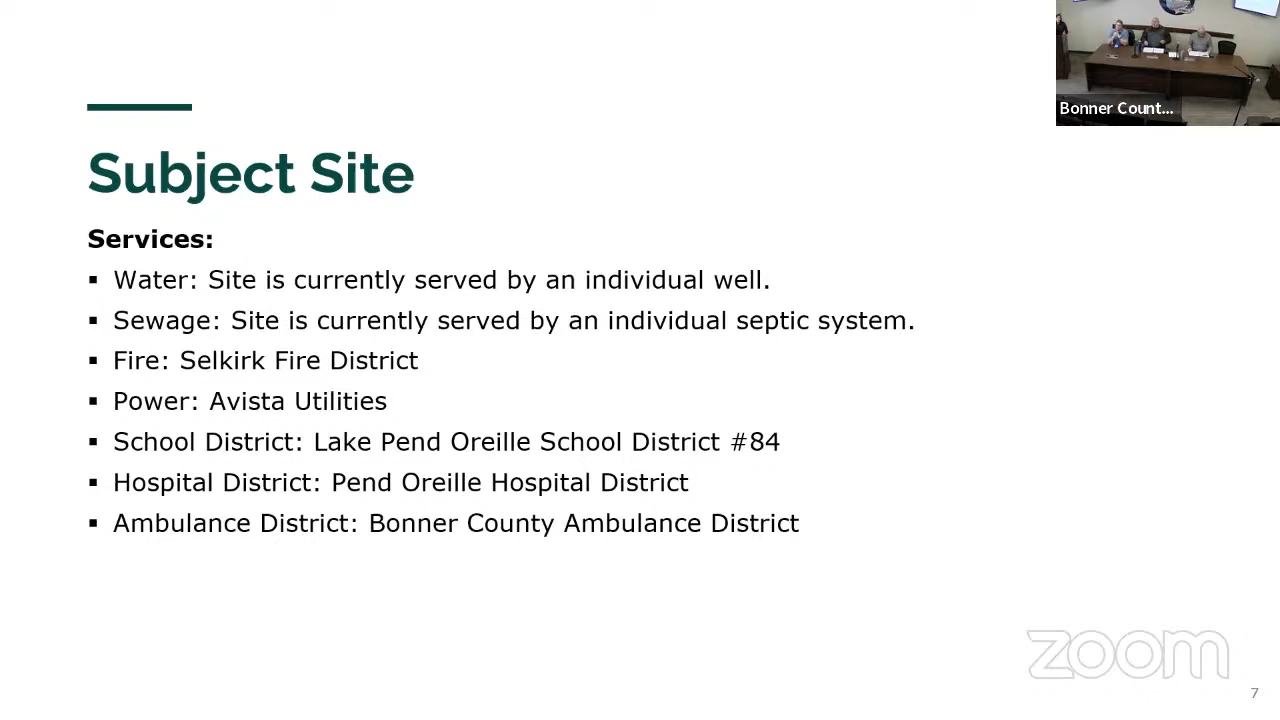 Bonner Count...
Subject Site
Services:
▪ Water: Site is currently served by an individual well.
▪ Sewage: Site is currently served by an individual septic system.
▪ Fire: Selkirk Fire District
▪ Power: Avista Utilities
▪ School District: Lake Pend Oreille School District #84
▪ Hospital District: Pend Oreille Hospital District
▪ Ambulance District: Bonner County Ambulance District
zoom
7